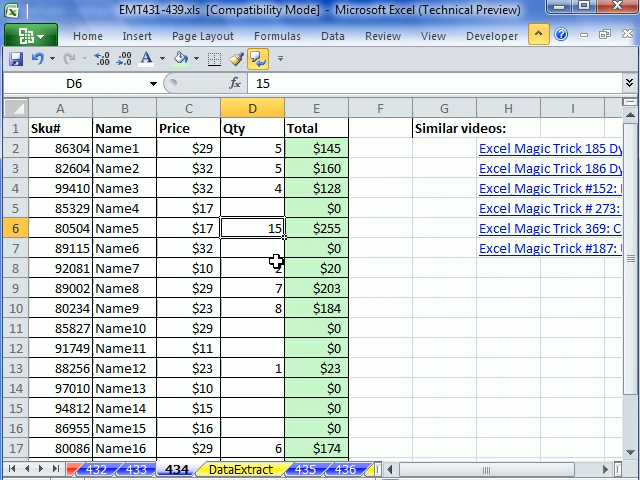 EMT431-439.xls [Compatibility Mode] - Microsoft Excel (Technical Preview)
Home Insert Page Layout Formulas Data Review View Developer
D6 fx 15
A B C D E F G H I
1 Sku# Name Price Qty Total Similar videos:
2 86304 Name1 $29 5 $145 Excel Magic Trick 185 Dy
3 82604 Name2 $32 5 $160 Excel Magic Trick 186 Dy
4 99410 Name3 $32 4 $128 Excel Magic Trick #152: I
5 85329 Name4 $17 $0 Excel Magic Trick # 273:
6 80504 Name5 $17 15 $255 Excel Magic Trick 369: C
7 89115 Name6 $32 $0 Excel Magic Trick #187: U
8 92081 Name7 $10 2 $20
9 89002 Name8 $29 7 $203
10 80234 Name9 $23 8 $184
11 85827 Name10 $29 $0
12 91749 Name11 $11 $0
13 88256 Name12 $23 1 $23
14 97010 Name13 $10 $0
15 94812 Name14 $15 $0
16 86955 Name15 $16 $0
17 80086 Name16 $29 6 $174
432 433 434 DataExtract 435 436